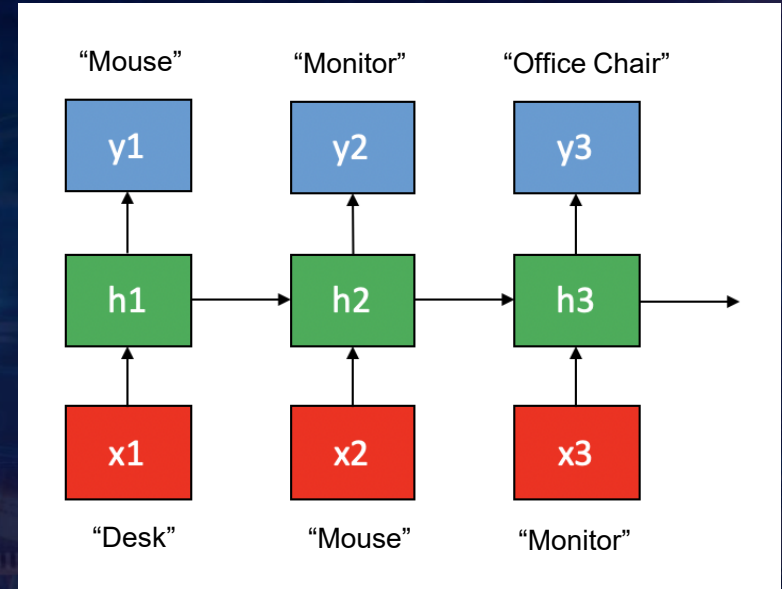 “Mouse” “Monitor” “Office Chair”
y1 y2 y3
h1 h2 h3
x1 x2 x3
“Desk” “Mouse” “Monitor”